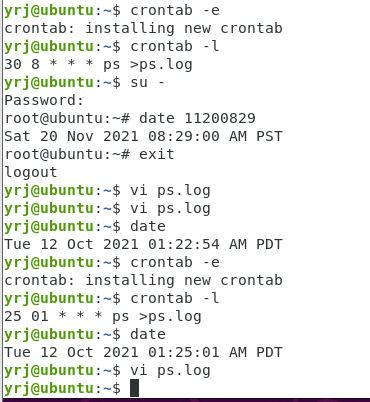 yrj@ubuntu:~$ crontab -e
crontab: installing new crontab
yrj@ubuntu:~$ crontab -l
30 8 * * * ps >ps.log
yrj@ubuntu:~$ su -
Password:
root@ubuntu:~# date 11200829
Sat 20 Nov 2021 08:29:00 AM PST
root@ubuntu:~# exit
logout
yrj@ubuntu:~$ vi ps.log
yrj@ubuntu:~$ vi ps.log
yrj@ubuntu:~$ date
Tue 12 Oct 2021 01:22:54 AM PDT
yrj@ubuntu:~$ crontab -e
crontab: installing new crontab
yrj@ubuntu:~$ crontab -l
25 01 * * * ps >ps.log
yrj@ubuntu:~$ date
Tue 12 Oct 2021 01:25:01 AM PDT
yrj@ubuntu:~$ vi ps.log
yrj@ubuntu:~$